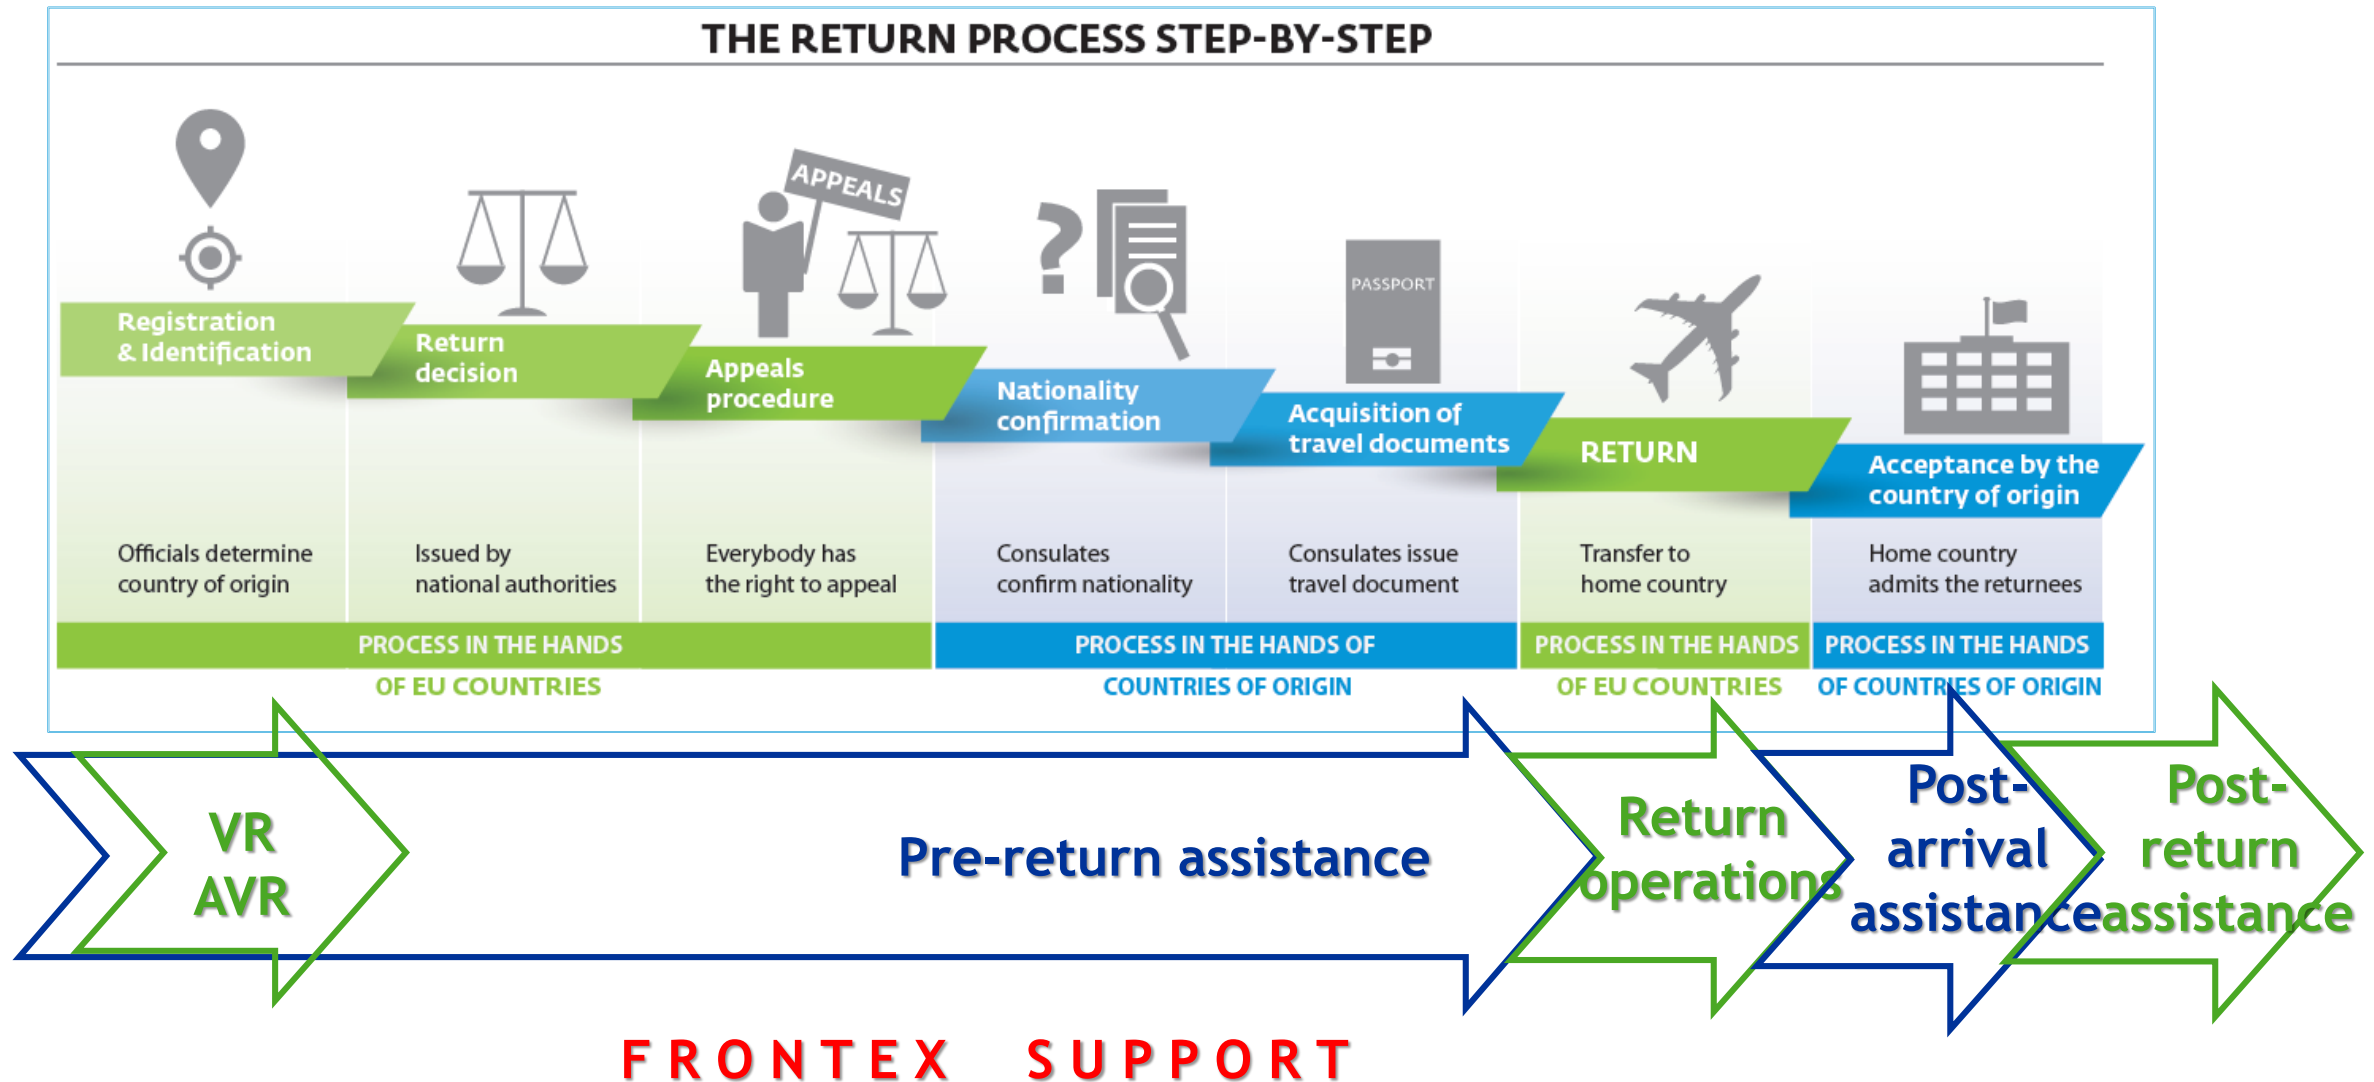 THE RETURN PROCESS STEP-BY-STEP
APPEALS
PASSPORT
Registration
& Identification
Return
decision
Appeals
procedure
Nationality
confirmation
Acquisition of
travel documents
RETURN
Acceptance by the
country of origin
Officials determine
country of origin
Issued by
national authorities
Everybody has
the right to appeal
Consulates
confirm nationality
Consulates issue
travel document
Transfer to
home country
Home country
admits the returnees
PROCESS IN THE HANDS
OF EU COUNTRIES
PROCESS IN THE HANDS OF
COUNTRIES OF ORIGIN
PROCESS IN THE HANDS
OF EU COUNTRIES
PROCESS IN THE HANDS
OF COUNTRIES OF ORIGIN
VR
AVR
Pre-return assistance
Return
operations
Post-
arrival
assistance
Post-
return
assistance
FRONTEX SUPPORT